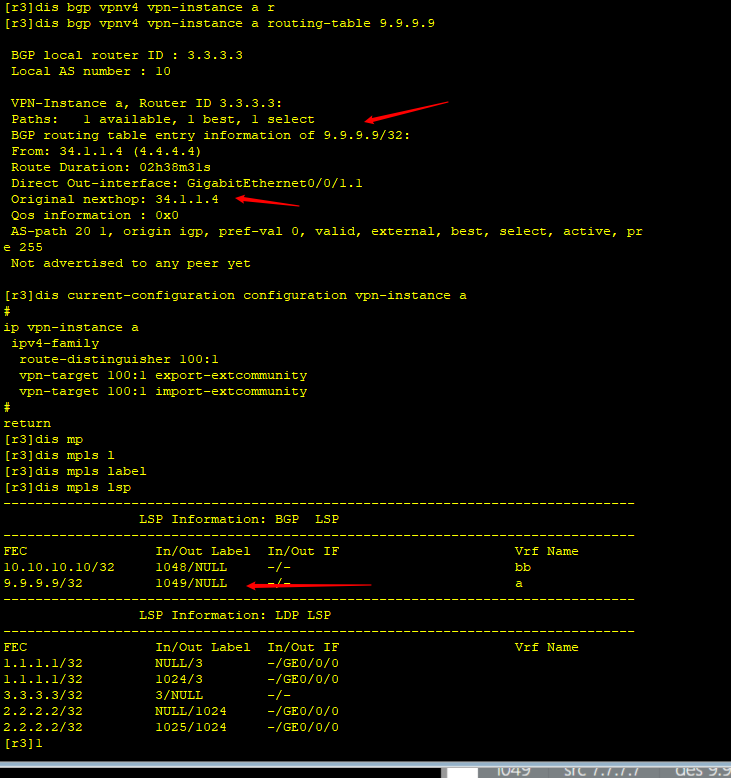 [r3]dis bgp vpnv4 vpn-instance a r
[r3]dis bgp vpnv4 vpn-instance a routing-table 9.9.9.9
BGP local router ID : 3.3.3.3
Local AS number : 10
VPN-Instance a, Router ID 3.3.3.3:
Paths:   1 available, 1 best, 1 select
BGP routing table entry information of 9.9.9.9/32:
From: 34.1.1.4 (4.4.4.4)
Route Duration: 02h38m31s
Direct Out-interface: GigabitEthernet0/0/1.1
Original nexthop: 34.1.1.4
Qos information : 0x0
AS-path 20 1, origin igp, pref-val 0, valid, external, best, select, active, pr
e 255
Not advertised to any peer yet
[r3]dis current-configuration configuration vpn-instance a
#
ip vpn-instance a
ipv4-family
route-distinguisher 100:1
vpn-target 100:1 export-extcommunity
vpn-target 100:1 import-extcommunity
#
return
[r3]dis mp
[r3]dis mpls l
[r3]dis mpls label
[r3]dis mpls lsp
-------------------------------------------------------------------------------
LSP Information: BGP  LSP
-------------------------------------------------------------------------------
FEC                In/Out Label  In/Out IF                      Vrf Name
10.10.10.10/32     1048/NULL     -/-                            bb
9.9.9.9/32         1049/NULL     -/-                            a
-------------------------------------------------------------------------------
LSP Information: LDP LSP
-------------------------------------------------------------------------------
FEC                In/Out Label  In/Out IF                      Vrf Name
1.1.1.1/32         NULL/3        -/GE0/0/0
1.1.1.1/32         1024/3        -/GE0/0/0
3.3.3.3/32         3/NULL        -/-
2.2.2.2/32         NULL/1024     -/GE0/0/0
2.2.2.2/32         1025/1024     -/GE0/0/0
[r3]l
1049 src 7.7.7.7 des 9.9